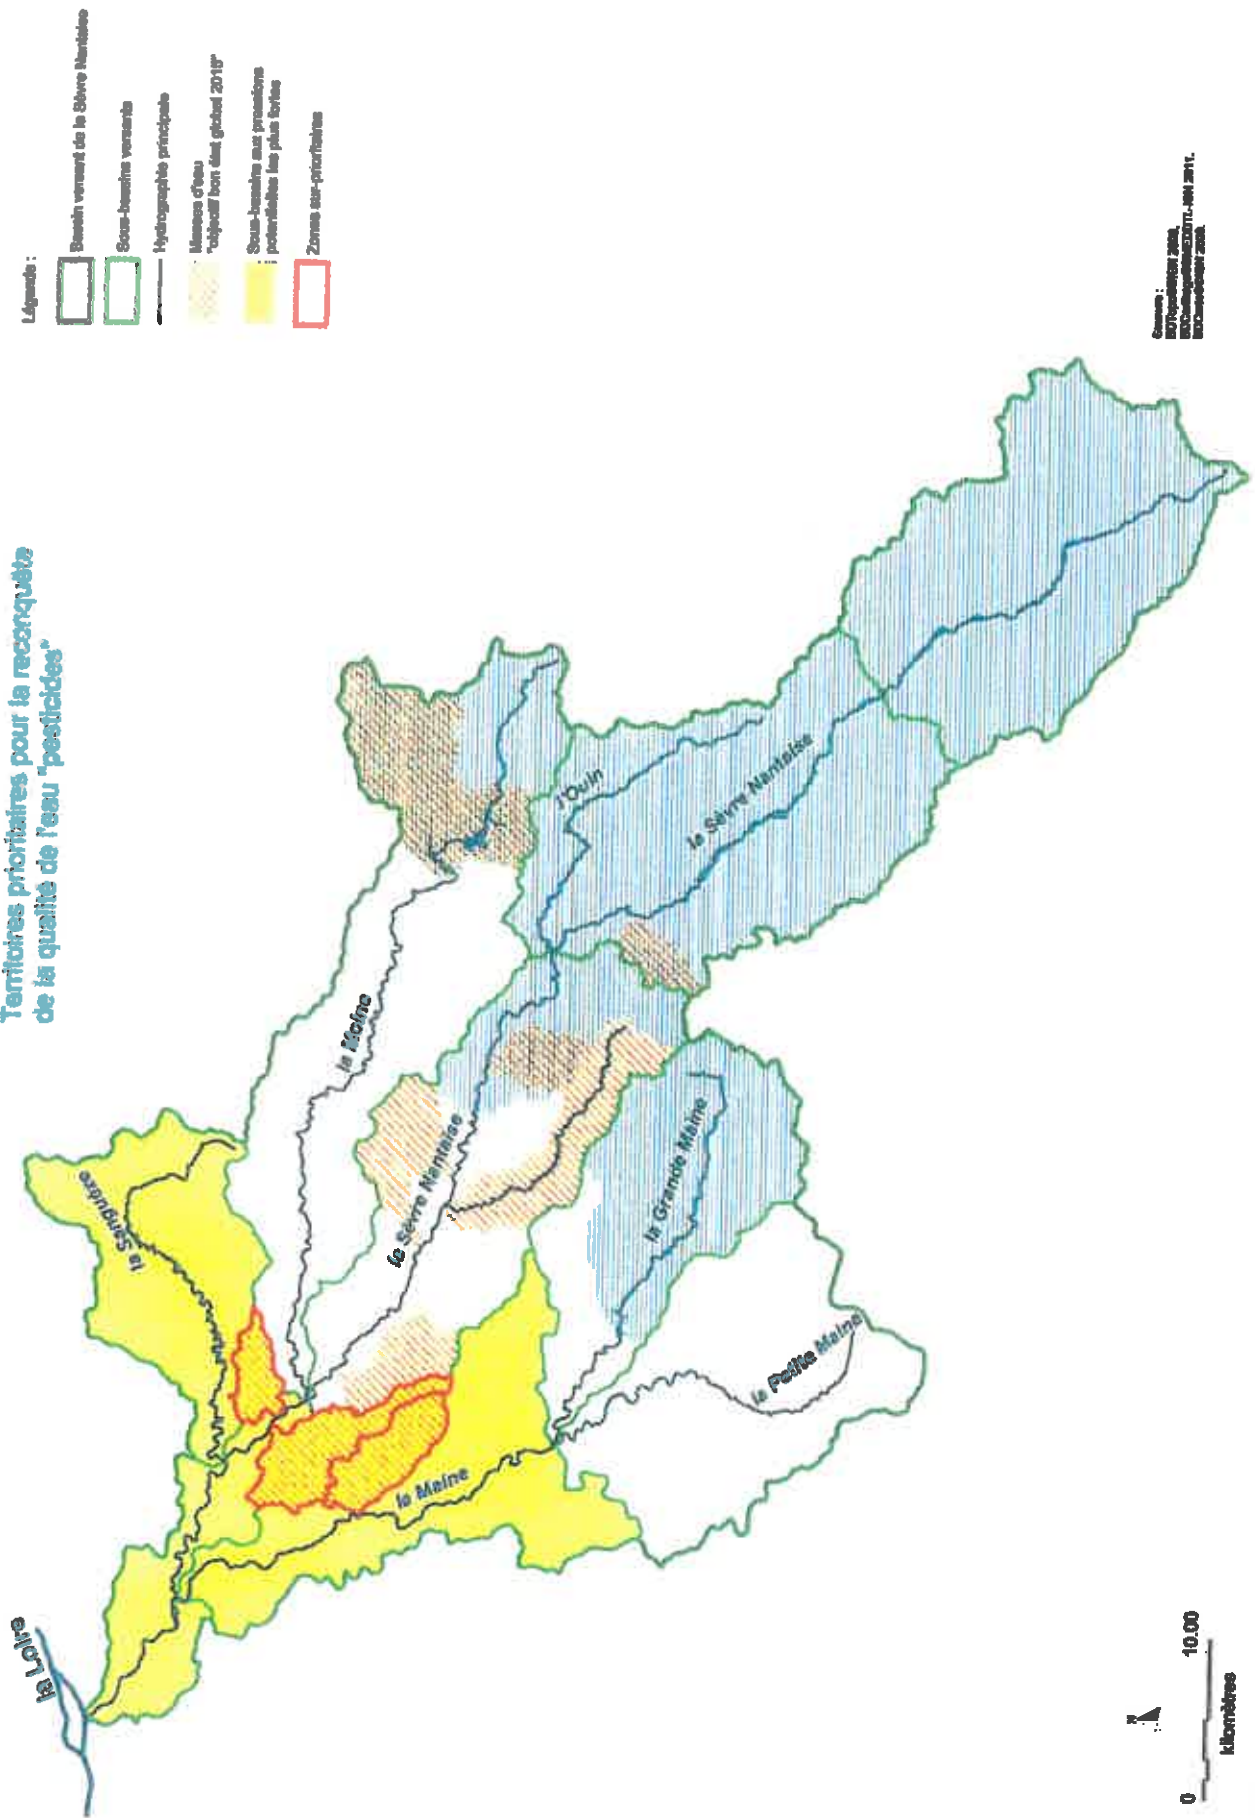 Territoires prioritaires pour la reconquête
de la qualité de l'eau "pesticides"
Légende :
Bassin versant de la Sèvre Nantaise
Sous-bassins versants
Hydrographie principale
Masses d'eau
"objectif bon état global 2015"
Sous-bassins aux pressions
potentielles les plus fortes
Zones sur-prioritaires
la Loire
la Sanguèze
la Moine
la Sèvre Nantaise
l'Ouin
la Sèvre Nantaise
la Maine
la Grande Maine
la Petite Maine
N
0 10.00
kilomètres
Sources :